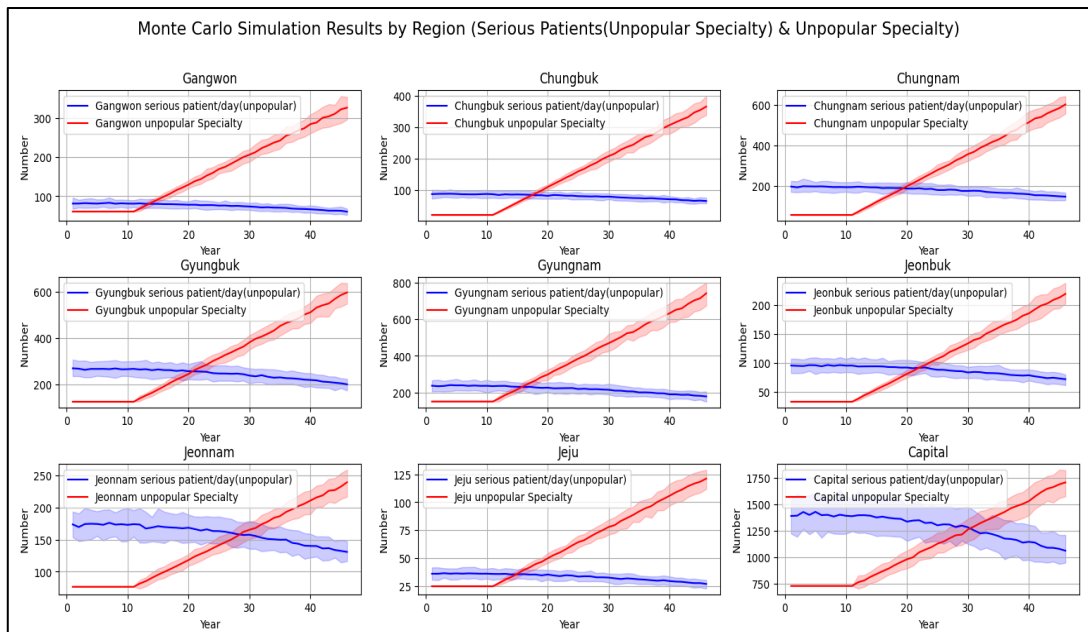 Monte Carlo Simulation Results by Region (Serious Patients(Unpopular Specialty) & Unpopular Specialty)
Gangwon
Gangwon serious patient/day(unpopular)
Gangwon unpopular Specialty
Number
300
200
100
0 10 20 30 40
Year
Chungbuk
Chungbuk serious patient/day(unpopular)
Chungbuk unpopular Specialty
Number
400
300
200
100
0 10 20 30 40
Year
Chungnam
Chungnam serious patient/day(unpopular)
Chungnam unpopular Specialty
Number
600
400
200
0 10 20 30 40
Year
Gyungbuk
Gyungbuk serious patient/day(unpopular)
Gyungbuk unpopular Specialty
Number
600
400
200
0 10 20 30 40
Year
Gyungnam
Gyungnam serious patient/day(unpopular)
Gyungnam unpopular Specialty
Number
800
600
400
200
0 10 20 30 40
Year
Jeonbuk
Jeonbuk serious patient/day(unpopular)
Jeonbuk unpopular Specialty
Number
200
150
100
50
0 10 20 30 40
Year
Jeonnam
Jeonnam serious patient/day(unpopular)
Jeonnam unpopular Specialty
Number
250
200
150
100
0 10 20 30 40
Year
Jeju
Jeju serious patient/day(unpopular)
Jeju unpopular Specialty
Number
125
100
75
50
25
0 10 20 30 40
Year
Capital
Capital serious patient/day(unpopular)
Capital unpopular Specialty
Number
1750
1500
1250
1000
750
0 10 20 30 40
Year